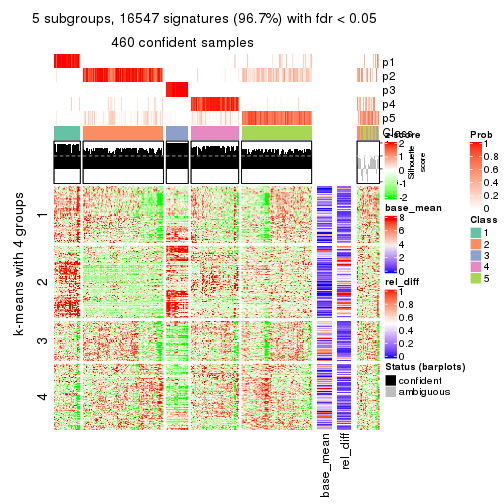 5 subgroups, 16547 signatures (96.7%) with fdr < 0.05
460 confident samples
p1
p2
p3
p4
p5
Class
Silhouette
score
k-means with 4 groups
1
2
3
4
base_mean
rel_diff
z-score
2
1
0
-1
-2
base_mean
8
6
4
2
0
rel_diff
1
0.8
0.6
0.4
0.2
0
Status (barplots)
confident
ambiguous
Prob
1
0.8
0.6
0.4
0.2
0
Class
1
2
3
4
5